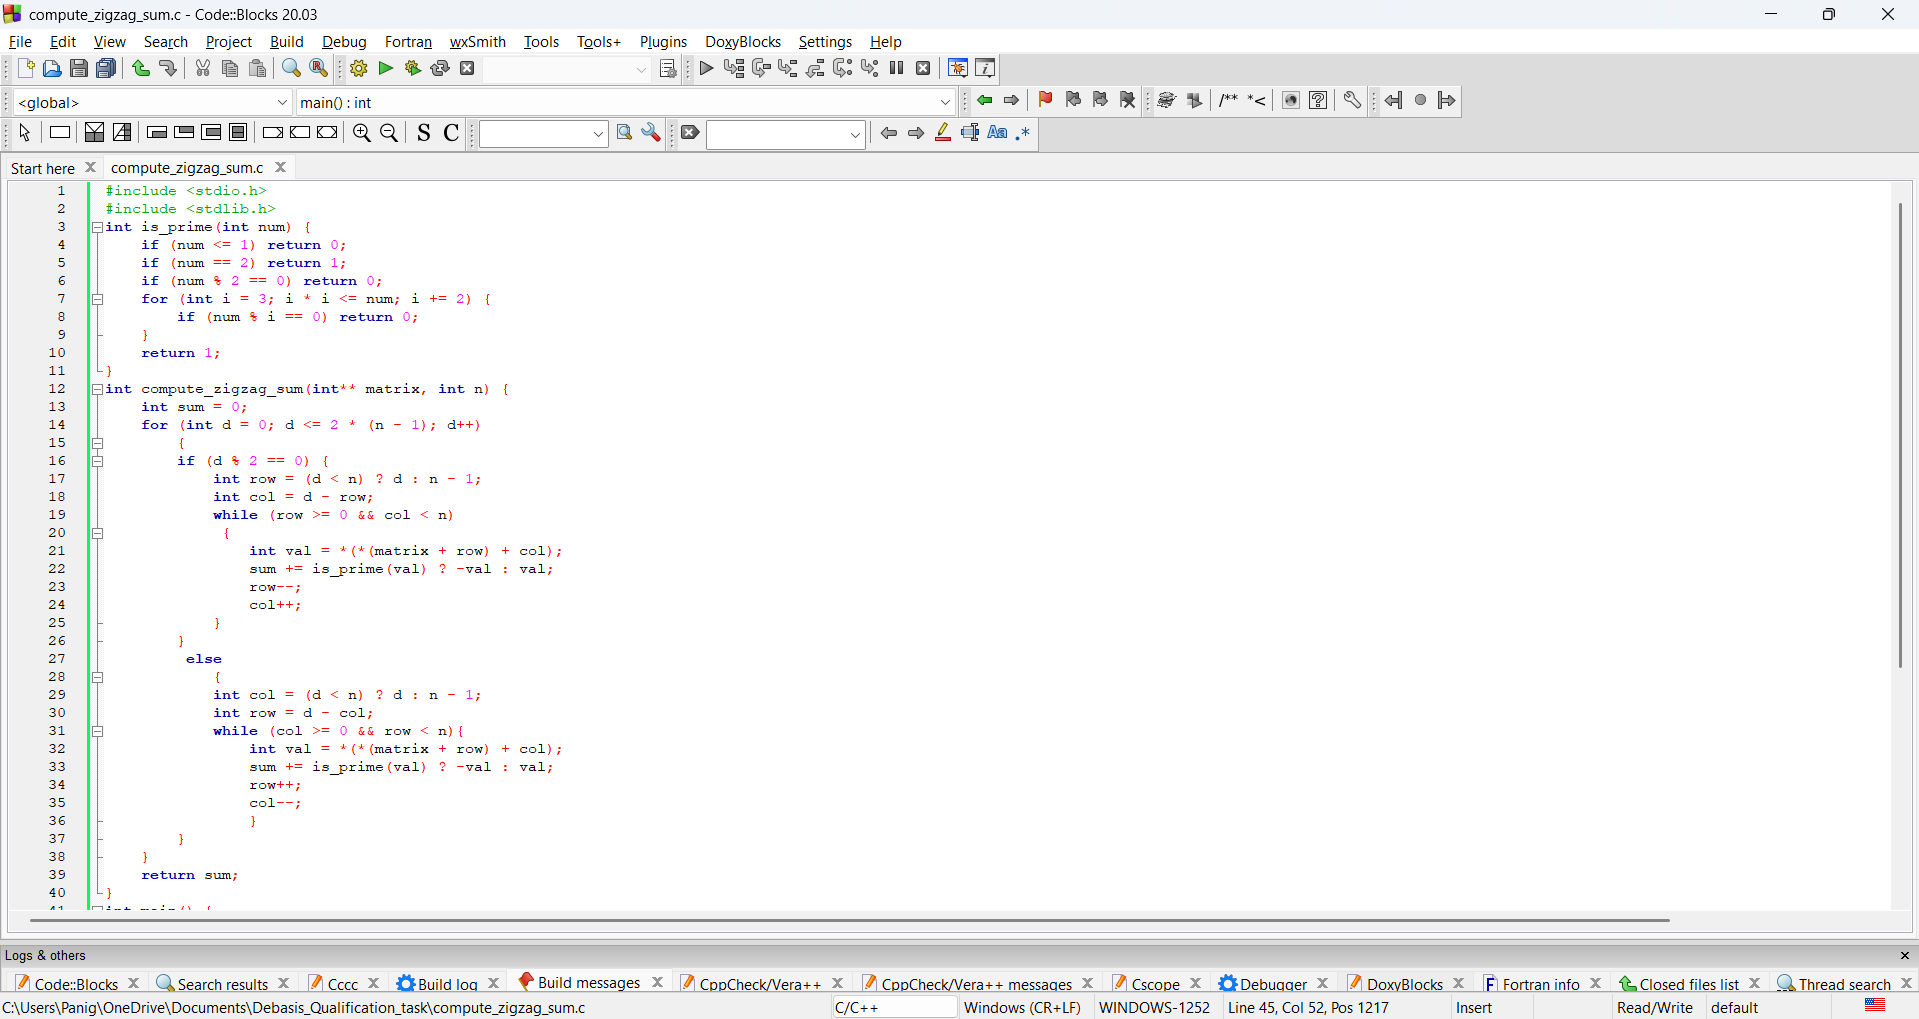 compute_zigzag_sum.c - Code::Blocks 20.03
File Edit View Search Project Build Debug Fortran wxSmith Tools Tools+ Plugins DoxyBlocks Settings Help
<global> main() : int
/** *<
S C Aa .*
Start here compute_zigzag_sum.c
1 #include <stdio.h>
2 #include <stdlib.h>
3 int is_prime(int num) {
4 if (num <= 1) return 0;
5 if (num == 2) return 1;
6 if (num % 2 == 0) return 0;
7 for (int i = 3; i * i <= num; i += 2) {
8 if (num % i == 0) return 0;
9 }
10 return 1;
11 }
12 int compute_zigzag_sum(int** matrix, int n) {
13 int sum = 0;
14 for (int d = 0; d <= 2 * (n - 1); d++)
15 {
16 if (d % 2 == 0) {
17 int row = (d < n) ? d : n - 1;
18 int col = d - row;
19 while (row >= 0 && col < n)
20 {
21 int val = *(*(matrix + row) + col);
22 sum += is_prime(val) ? -val : val;
23 row--;
24 col++;
25 }
26 }
27 else
28 {
29 int col = (d < n) ? d : n - 1;
30 int row = d - col;
31 while (col >= 0 && row < n){
32 int val = *(*(matrix + row) + col);
33 sum += is_prime(val) ? -val : val;
34 row++;
35 col--;
36 }
37 }
38 }
39 return sum;
40 }
41 int main() {
Logs & others
Code::Blocks Search results Cccc Build log Build messages CppCheck/Vera++ CppCheck/Vera++ messages Cscope Debugger DoxyBlocks Fortran info Closed files list Thread search
C:\Users\Panig\OneDrive\Documents\Debasis_Qualification_task\compute_zigzag_sum.c C/C++ Windows (CR+LF) WINDOWS-1252 Line 45, Col 52, Pos 1217 Insert Read/Write default